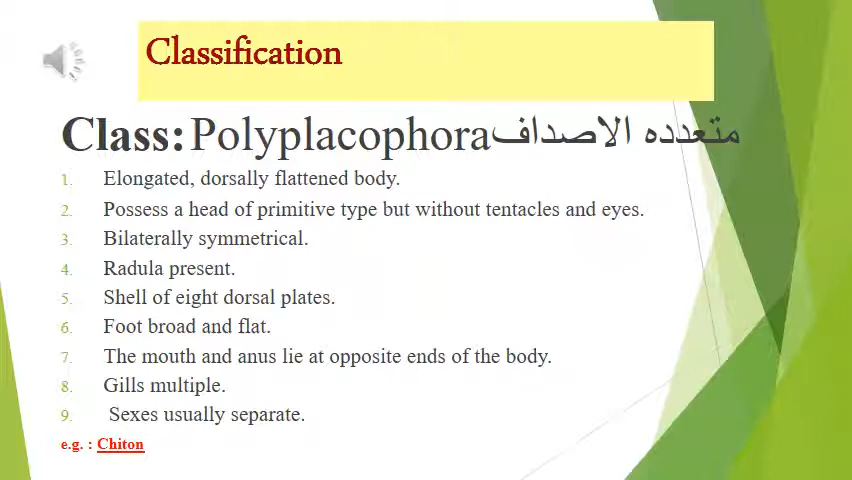 Classification
Class: Polyplacophora متعدده الاصداف
1. Elongated, dorsally flattened body.
2. Possess a head of primitive type but without tentacles and eyes.
3. Bilaterally symmetrical.
4. Radula present.
5. Shell of eight dorsal plates.
6. Foot broad and flat.
7. The mouth and anus lie at opposite ends of the body.
8. Gills multiple.
9. Sexes usually separate.
e.g. : Chiton